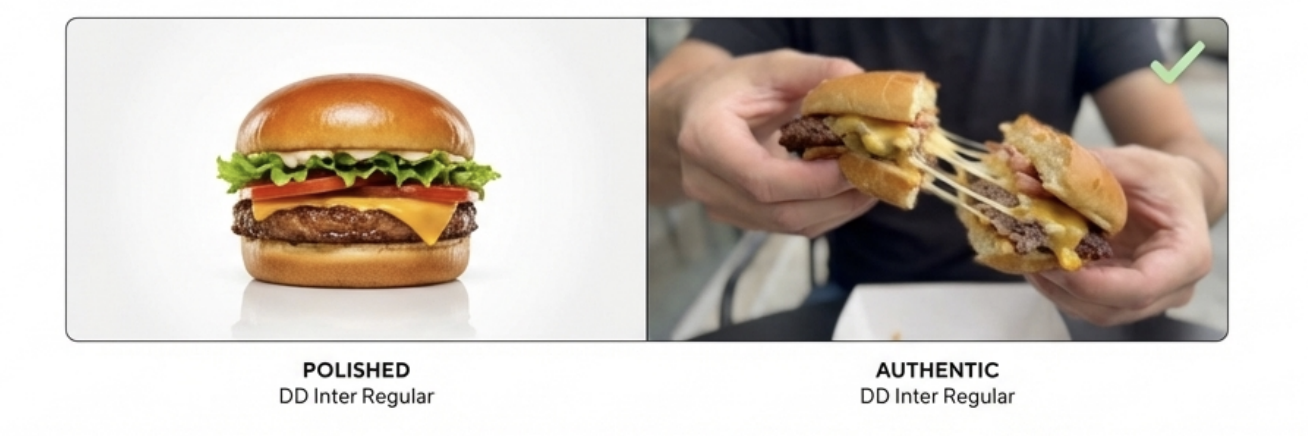 POLISHED
DD Inter Regular
AUTHENTIC
DD Inter Regular